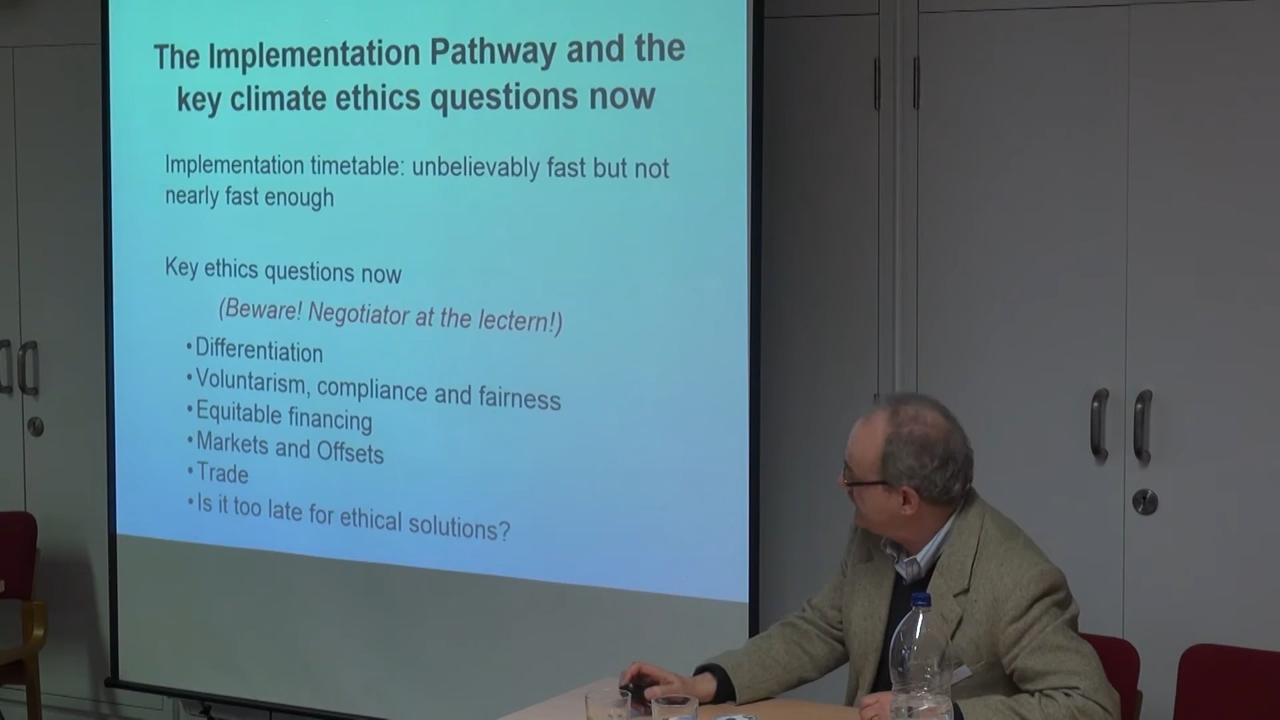 The Implementation Pathway and the
key climate ethics questions now
Implementation timetable: unbelievably fast but not
nearly fast enough
Key ethics questions now
(Beware! Negotiator at the lectern!)
•Differentiation
•Voluntarism, compliance and fairness
•Equitable financing
•Markets and Offsets
•Trade
•Is it too late for ethical solutions?